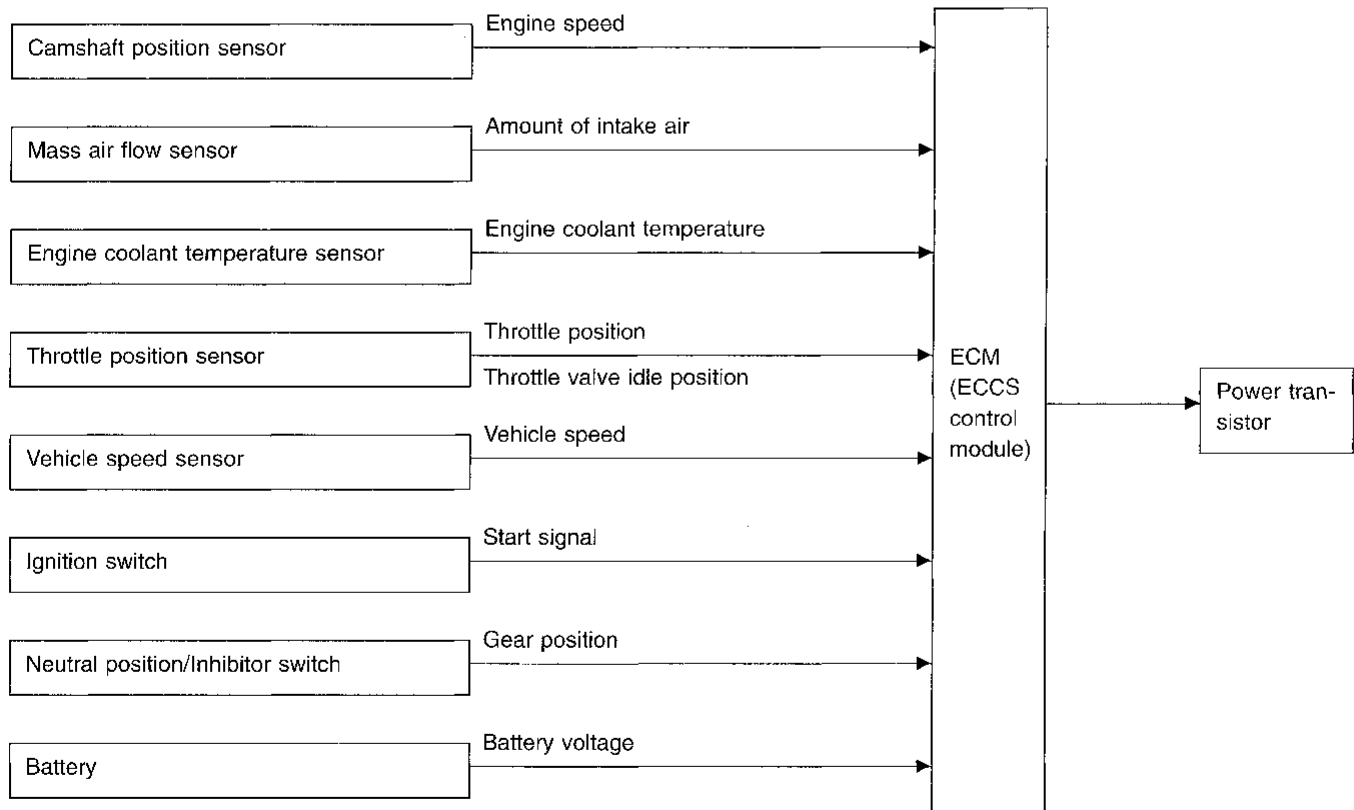 Engine speed
Camshaft position sensor
Amount of intake air
Mass air flow sensor
Engine coolant temperature
Engine coolant temperature sensor
Throttle position
Throttle position sensor
Throttle valve idle position
Vehicle speed
Vehicle speed sensor
Start signal
Ignition switch
Gear position
Neutral position/Inhibitor switch
Battery voltage
Battery
ECM
(ECCS
control
module)
Power tran-
sistor